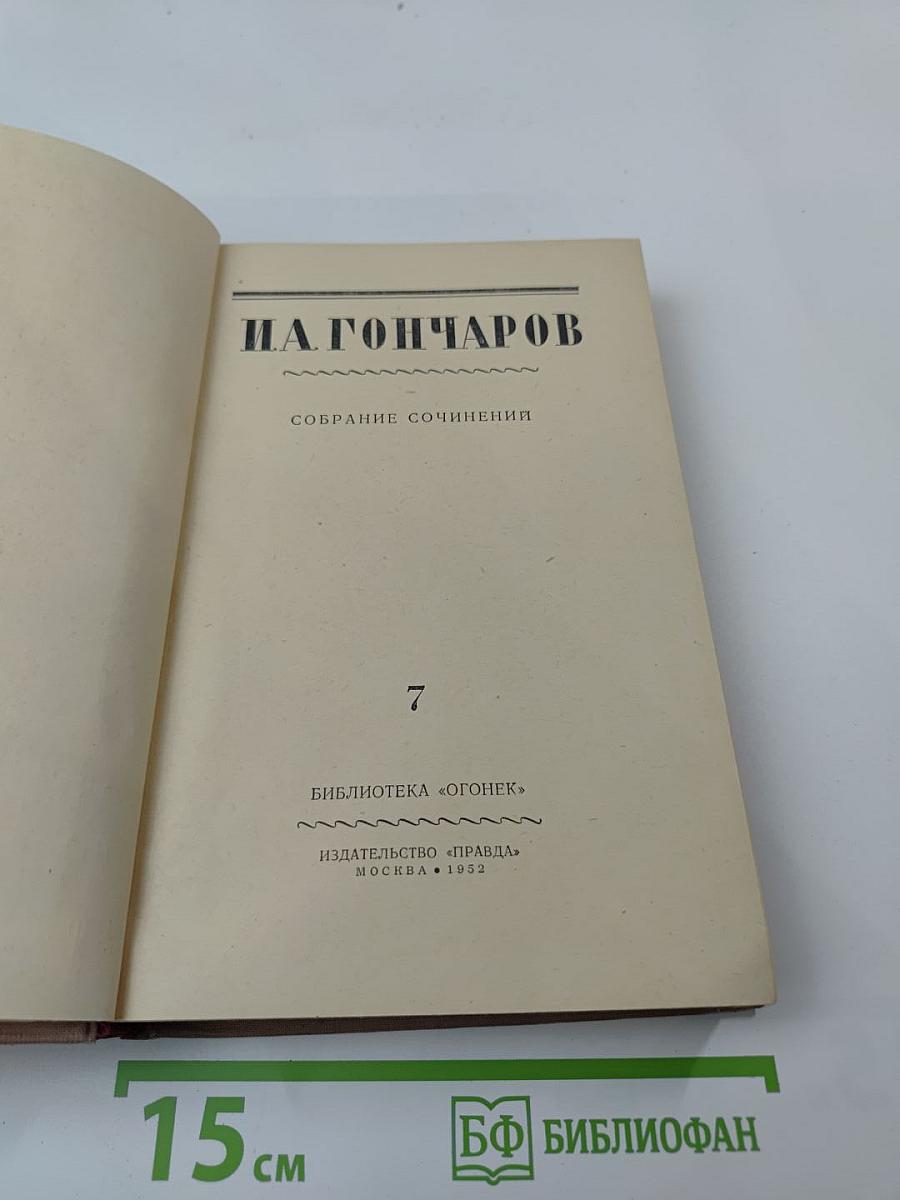 И.А.ГОНЧАРОВ
СОБРАНИЕ СОЧИНЕНИЙ
7
БИБЛИОТЕКА «ОГОНЕК»
ИЗДАТЕЛЬСТВО «ПРАВДА»
МОСКВА • 1952
15 см
БФ БИБЛИОФАН